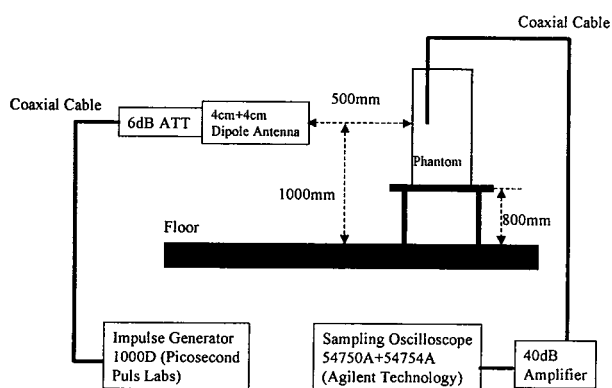 Coaxial Cable
Coaxial Cable
500mm
6dB ATT
4cm+4cm
Dipole Antenna
Phantom
1000mm
800mm
Floor
Impulse Generator
1000D (Picosecond
Puls Labs)
Sampling Oscilloscope
54750A+54754A
(Agilent Technology)
40dB
Amplifier